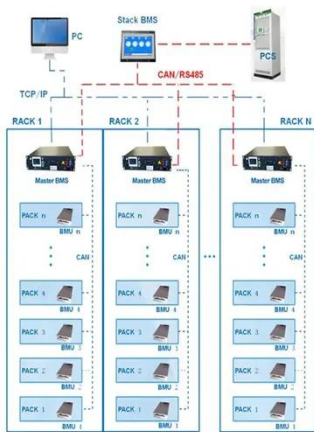 PC
Stack BMS
PCS
CAN/RS485
TCP/IP
RACK 1
RACK 2
RACK N
Master BMS
Master BMS
Master BMS
PACK n
BMU n
PACK n
BMU n
PACK n
BMU n
CAN
CAN
CAN
PACK 4
BMU 4
PACK 4
BMU 4
PACK 4
BMU 4
PACK 3
BMU 3
PACK 3
BMU 3
PACK 3
BMU 3
PACK 2
BMU 2
PACK 2
BMU 2
PACK 2
BMU 2
PACK 1
BMU 1
PACK 1
BMU 1
PACK 1
BMU 1